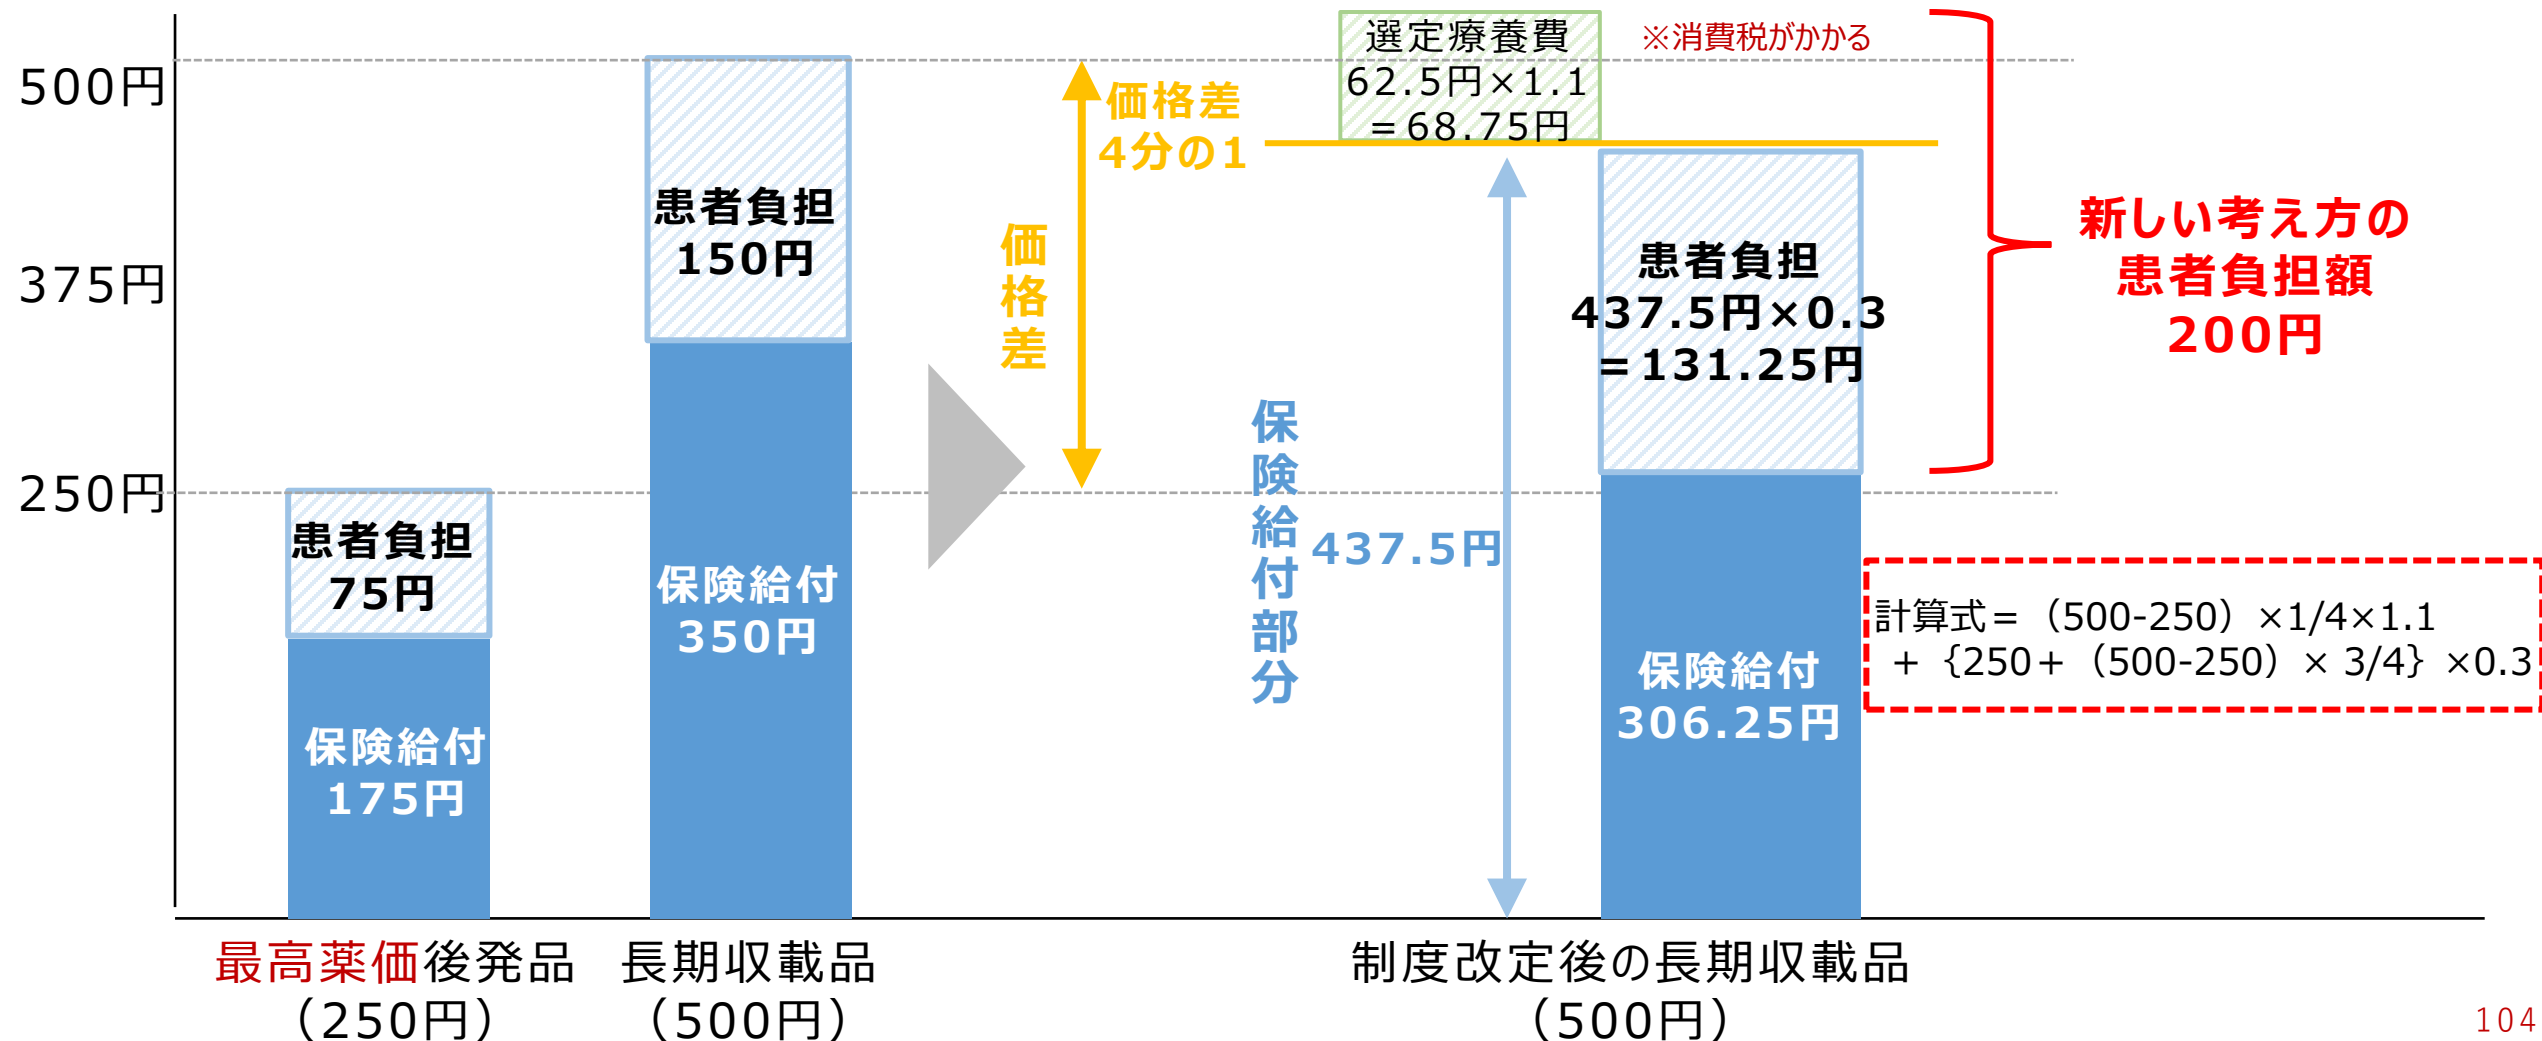 500円
375円
250円
患者負担
75円
保険給付
175円
患者負担
150円
保険給付
350円
価格差
価格差
4分の1
選定療養費
62.5円×1.1
＝68.75円
※消費税がかかる
保険給付部分
437.5円
患者負担
437.5円×0.3
＝131.25円
保険給付
306.25円
新しい考え方の
患者負担額
200円
計算式＝（500-250）×1/4×1.1
＋｛250＋（500-250）× 3/4｝×0.3
最高薬価後発品
（250円）
長期収載品
（500円）
制度改定後の長期収載品
（500円）
104